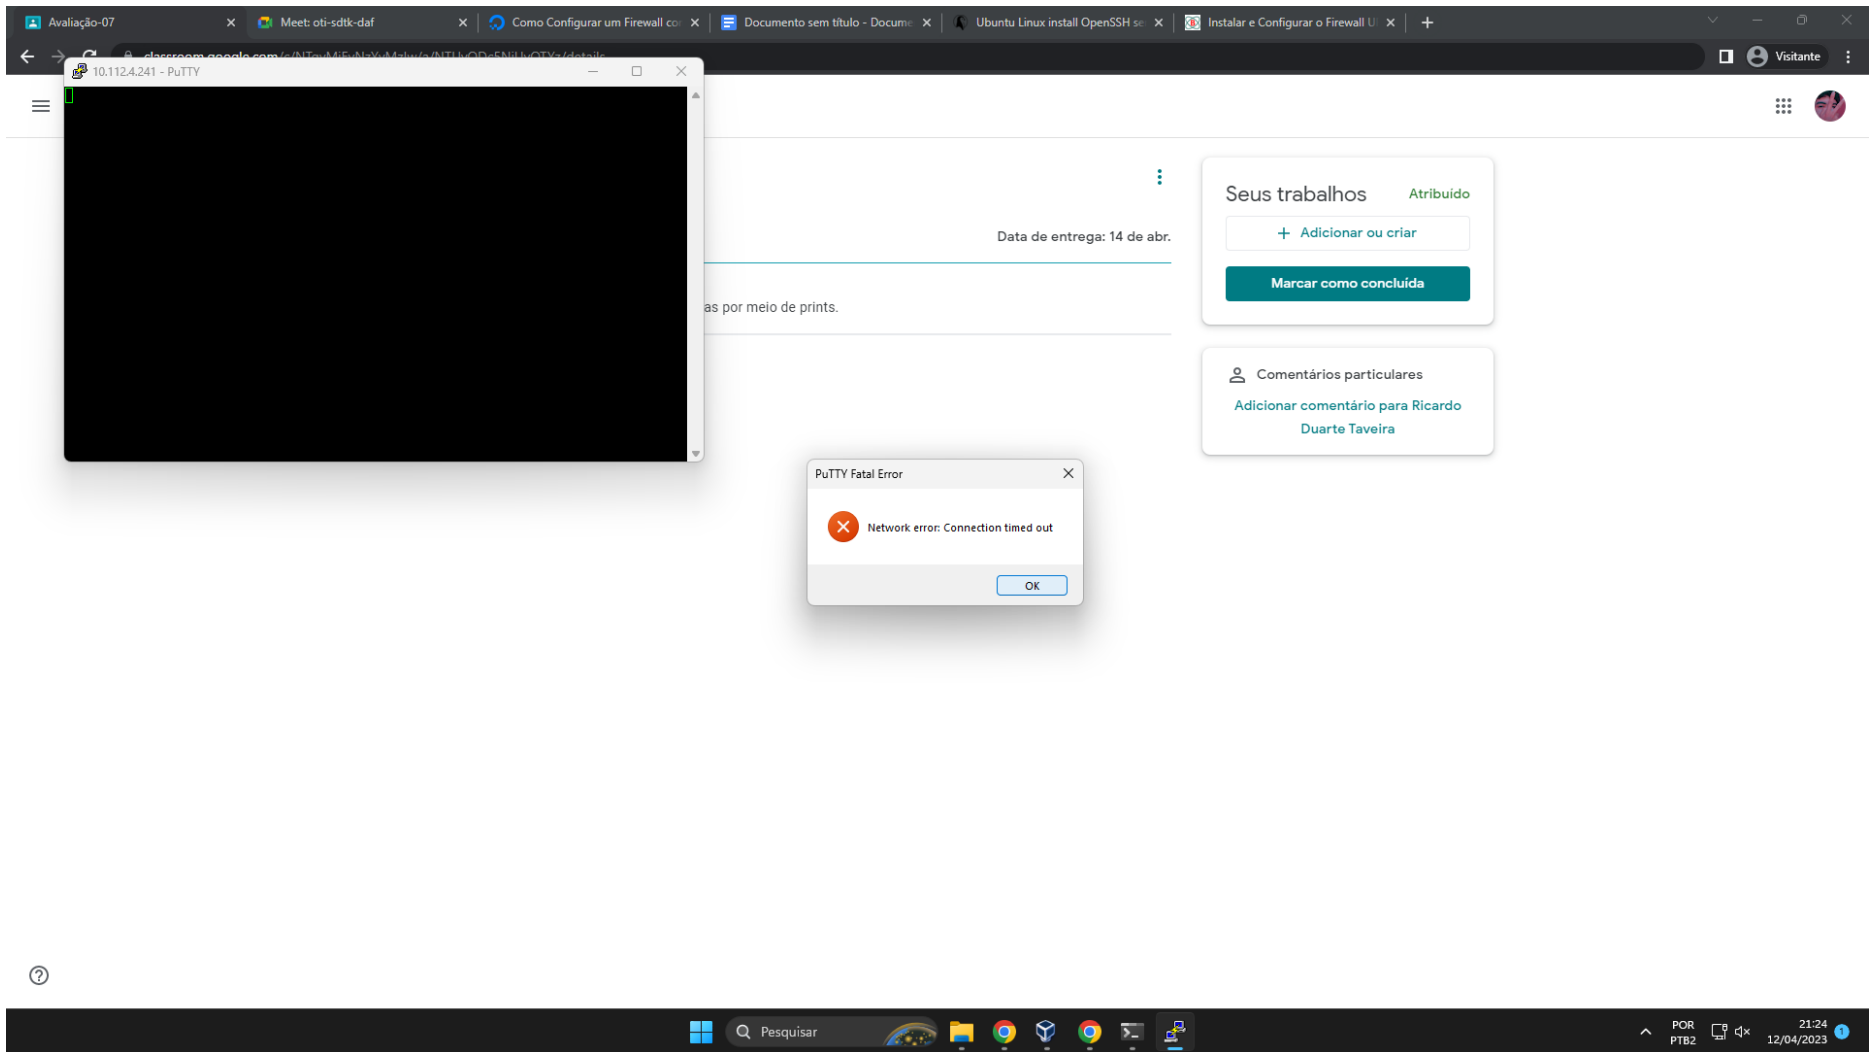 Avaliação-07
Meet: oti-sdtk-daf
Como Configurar um Firewall co
Documento sem título - Docume
Ubuntu Linux install OpenSSH se
Instalar e Configurar o Firewall U
Visitante
10.112.4.241 - PuTTY
Seus trabalhos
Atribuído
Adicionar ou criar
Data de entrega: 14 de abr.
Marcar como concluída
as por meio de prints.
Comentários particulares
Adicionar comentário para Ricardo
Duarte Taveira
PuTTY Fatal Error
Network error: Connection timed out
OK
Pesquisar
POR
PTB2
21:24
12/04/2023
1